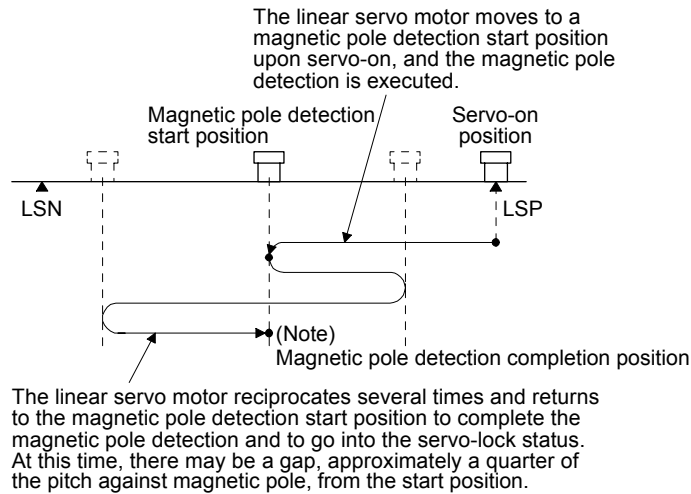 The linear servo motor moves to a
magnetic pole detection start position
upon servo-on, and the magnetic pole
detection is executed.
Magnetic pole detection
start position
Servo-on
position
LSN
LSP
(Note)
Magnetic pole detection completion position
The linear servo motor reciprocates several times and returns
to the magnetic pole detection start position to complete the
magnetic pole detection and to go into the servo-lock status.
At this time, there may be a gap, approximately a quarter of
the pitch against magnetic pole, from the start position.